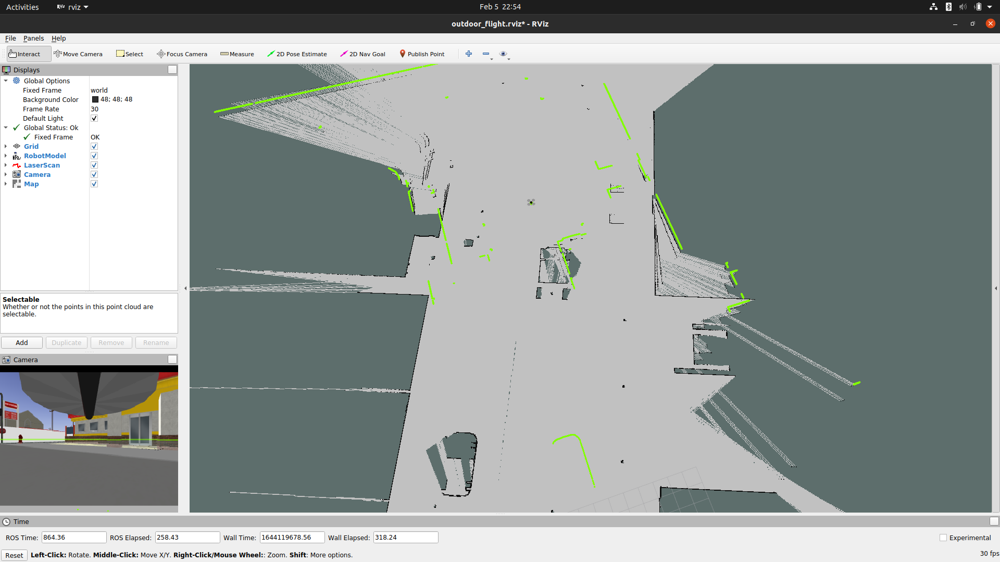 Activities
rviz
Feb 5 22:54
outdoor_flight.rviz* - RViz
File Panels Help
Interact Move Camera Select Focus Camera Measure 2D Pose Estimate 2D Nav Goal Publish Point
Displays
Global Options
Fixed Frame world
Background Color 48; 48; 48
Frame Rate 30
Default Light
Global Status: Ok
Fixed Frame OK
Grid
RobotModel
LaserScan
Camera
Map
Selectable
Whether or not the points in this point cloud are
selectable.
Add Duplicate Remove Rename
Camera
Time
ROS Time: 864.36 ROS Elapsed: 258.43 Wall Time: 1644119678.56 Wall Elapsed: 318.24 Experimental
Reset Left-Click: Rotate. Middle-Click: Move X/Y. Right-Click/Mouse Wheel:: Zoom. Shift: More options. 30 fps